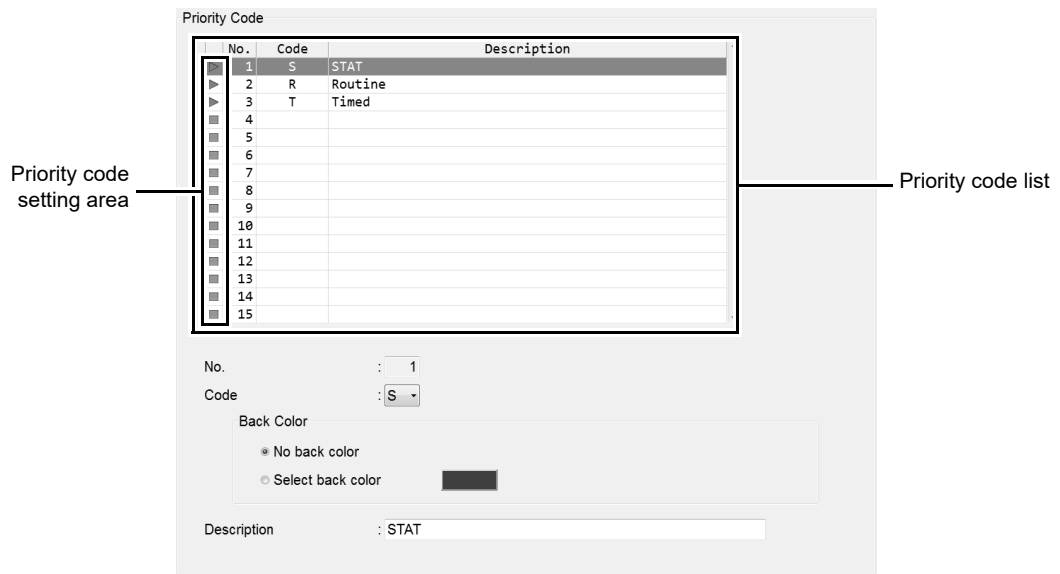 Priority Code
No. Code Description
1 S STAT
2 R Routine
3 T Timed
4
5
6
7
8
9
10
11
12
13
14
15
Priority code
setting area
Priority code list
No. : 1
Code : S
Back Color
No back color
Select back color
Description : STAT